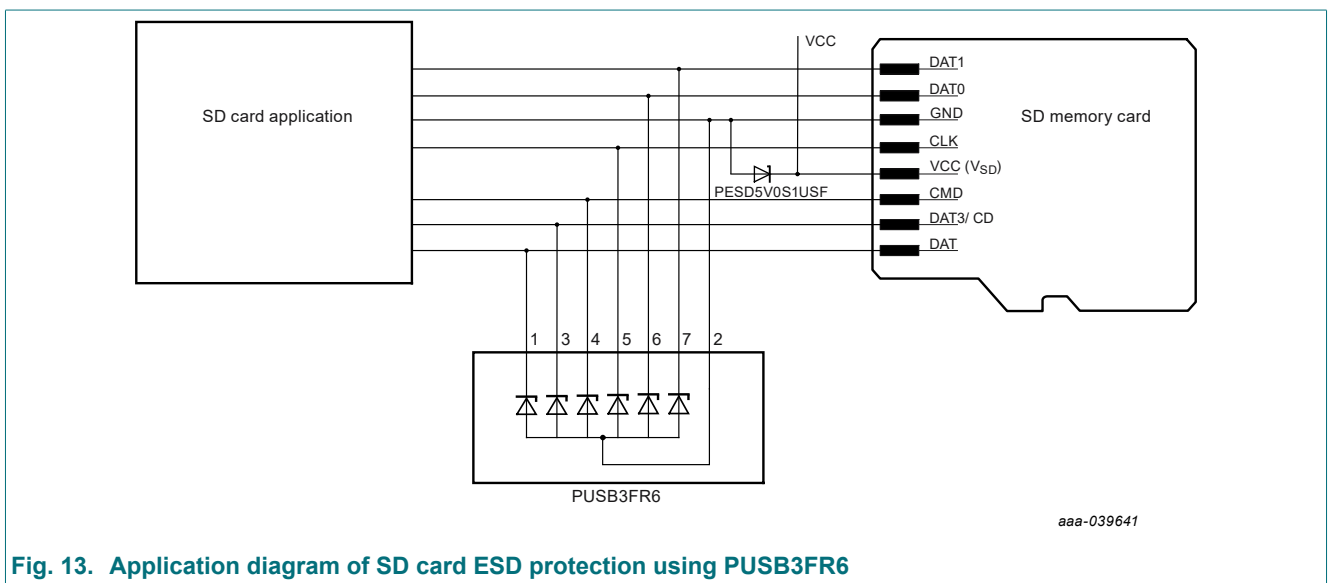 VCC
DAT1
DAT0
SD card application
GND
SD memory card
CLK
VCC (VSD)
PESD5V0S1USF
CMD
DAT3/ CD
DAT
1 3 4 5 6 7 2
PUSB3FR6
aaa-039641
Fig. 13. Application diagram of SD card ESD protection using PUSB3FR6